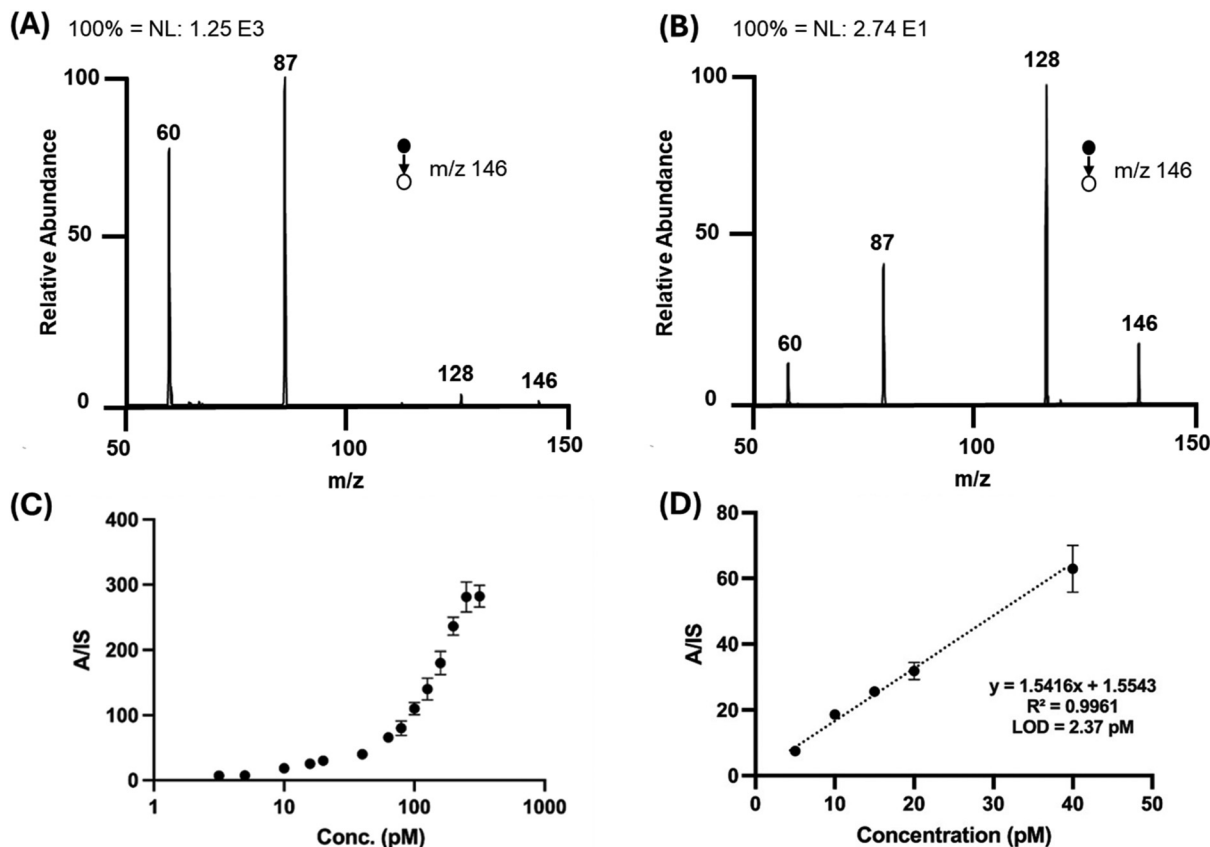 (A) 100% = NL: 1.25 E3
100
50
0
Relative Abundance
60
87
128
146
m/z 146
50
100
150
m/z
(B) 100% = NL: 2.74 E1
100
50
0
Relative Abundance
60
87
128
146
m/z 146
50
100
150
m/z
(C)
400
300
200
100
0
A/IS
1
10
100
1000
Conc. (pM)
(D)
80
60
40
20
0
A/IS
y = 1.5416x + 1.5543
R² = 0.9961
LOD = 2.37 pM
0
10
20
30
40
50
Concentration (pM)